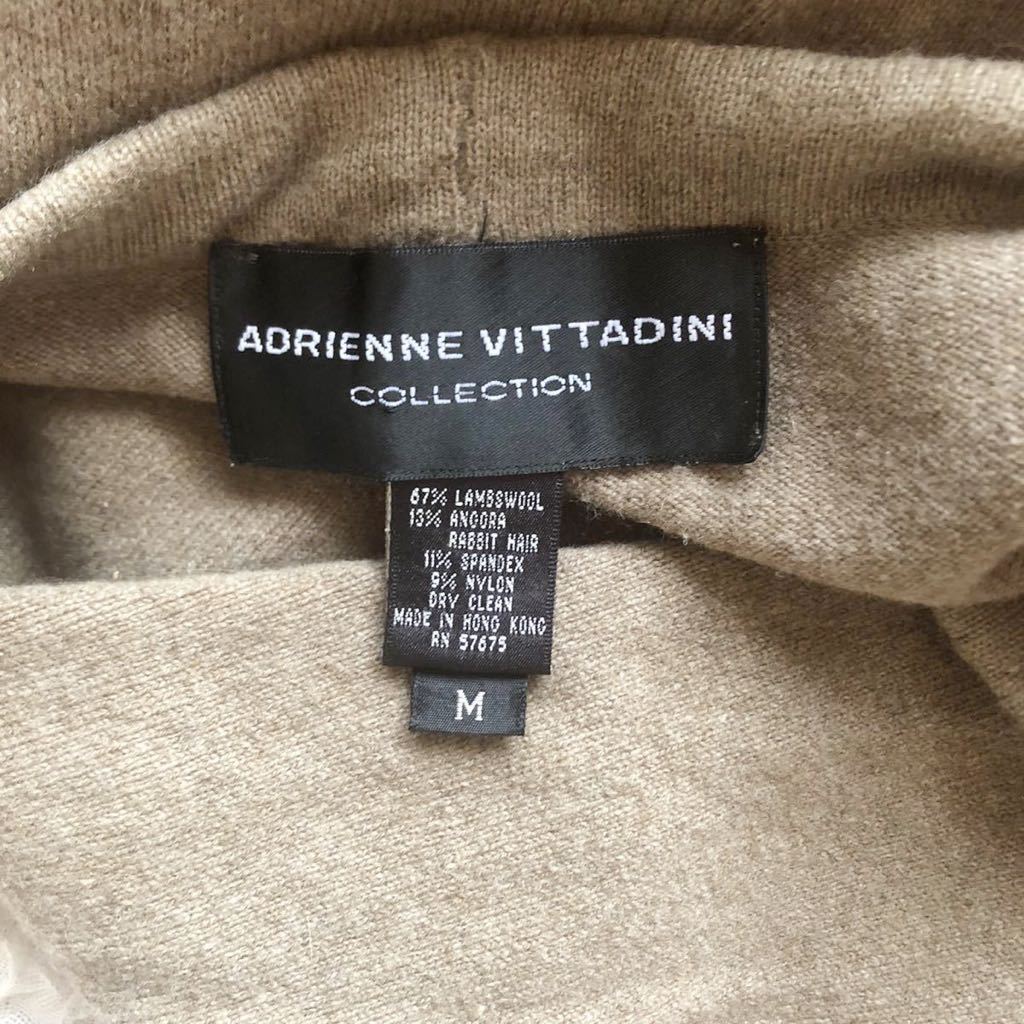 ADRIENNE VITTADINI
COLLECTION
67% LAMBSWOOL
13% ANGORA
RABBIT HAIR
11% SPANDEX
9% NYLON
DRY CLEAN
MADE IN HONG KONG
RN 57675
M